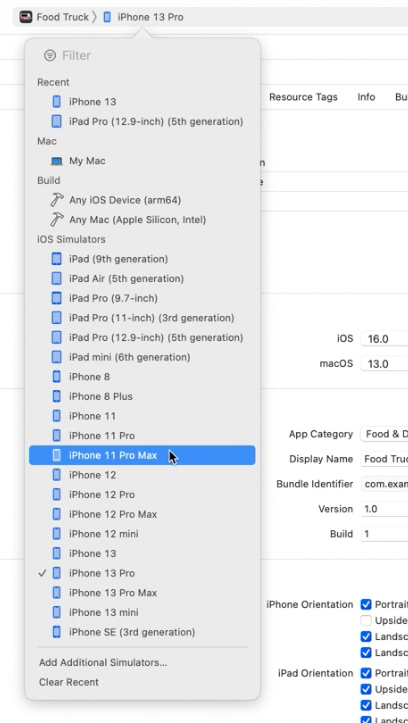 Food Truck 〉 iPhone 13 Pro
Filter
Recent
iPhone 13
iPad Pro (12.9-inch) (5th generation)
Mac
My Mac
Build
Any iOS Device (arm64)
Any Mac (Apple Silicon, Intel)
iOS Simulators
iPad (9th generation)
iPad Air (5th generation)
iPad Pro (9.7-inch)
iPad Pro (11-inch) (3rd generation)
iPad Pro (12.9-inch) (5th generation)
iPad mini (6th generation)
iPhone 8
iPhone 8 Plus
iPhone 11
iPhone 11 Pro
iPhone 11 Pro Max
iPhone 12
iPhone 12 Pro
iPhone 12 Pro Max
iPhone 12 mini
iPhone 13
✓ iPhone 13 Pro
iPhone 13 Pro Max
iPhone 13 mini
iPhone SE (3rd generation)
Add Additional Simulators...
Clear Recent
Resource Tags Info Bu
n
e
iOS 16.0
macOS 13.0
App Category Food & D
Display Name Food Truc
Bundle Identifier com.exan
Version 1.0
Build 1
iPhone Orientation Portrait
Upside
Landsc
Landsc
iPad Orientation Portrait
Upside
Landsc
Landsc